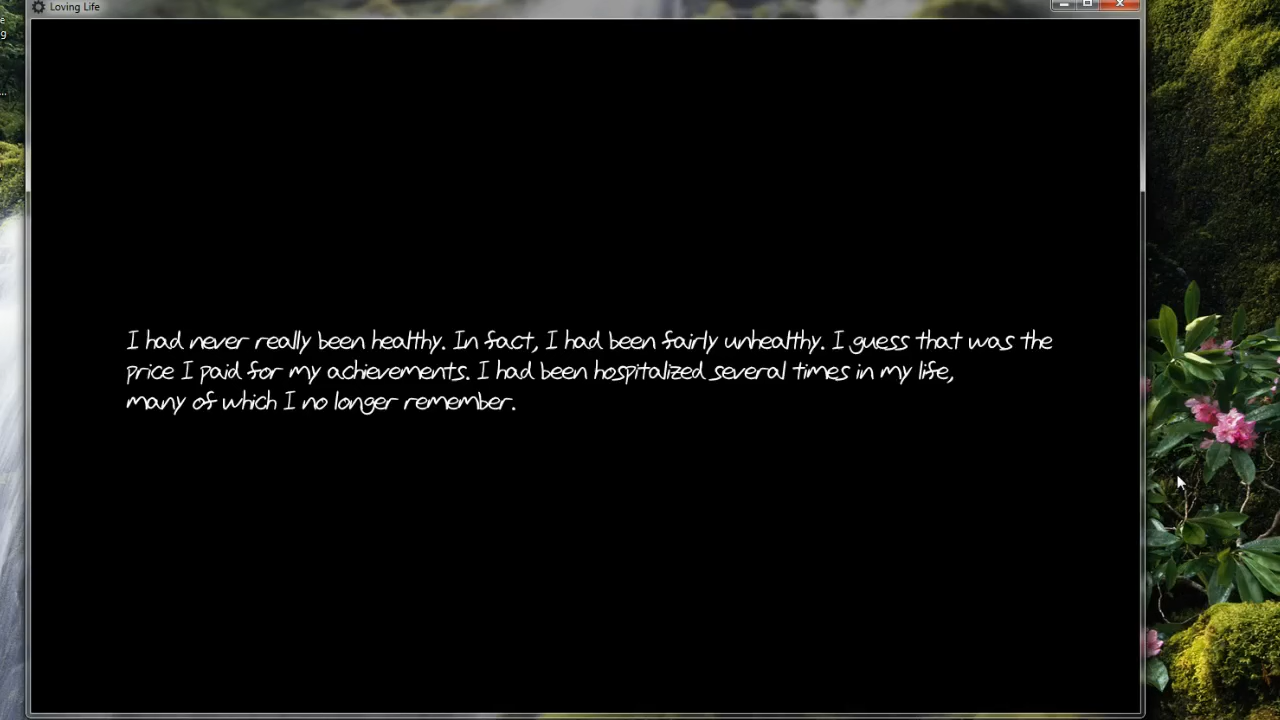 e
g
...
Loving Life
I had never really been healthy. In fact, I had been fairly unhealthy. I guess that was the
price I paid for my achievements. I had been hospitalized several times in my life,
many of which I no longer remember.